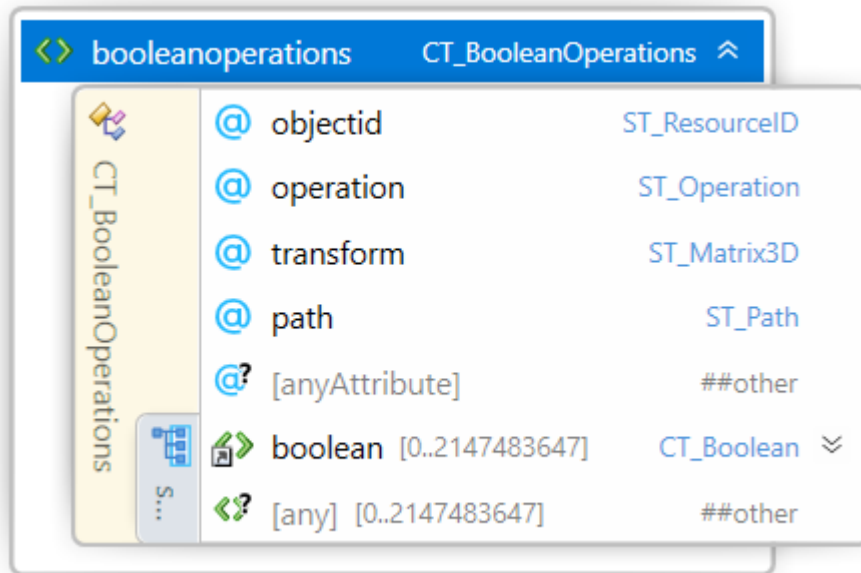 booleanoperations CT_BooleanOperations
CT_BooleanOperations
@ objectid ST_ResourceID
@ operation ST_Operation
@ transform ST_Matrix3D
@ path ST_Path
@? [anyAttribute] ##other
boolean [0..2147483647] CT_Boolean
? [any] [0..2147483647] ##other
S...